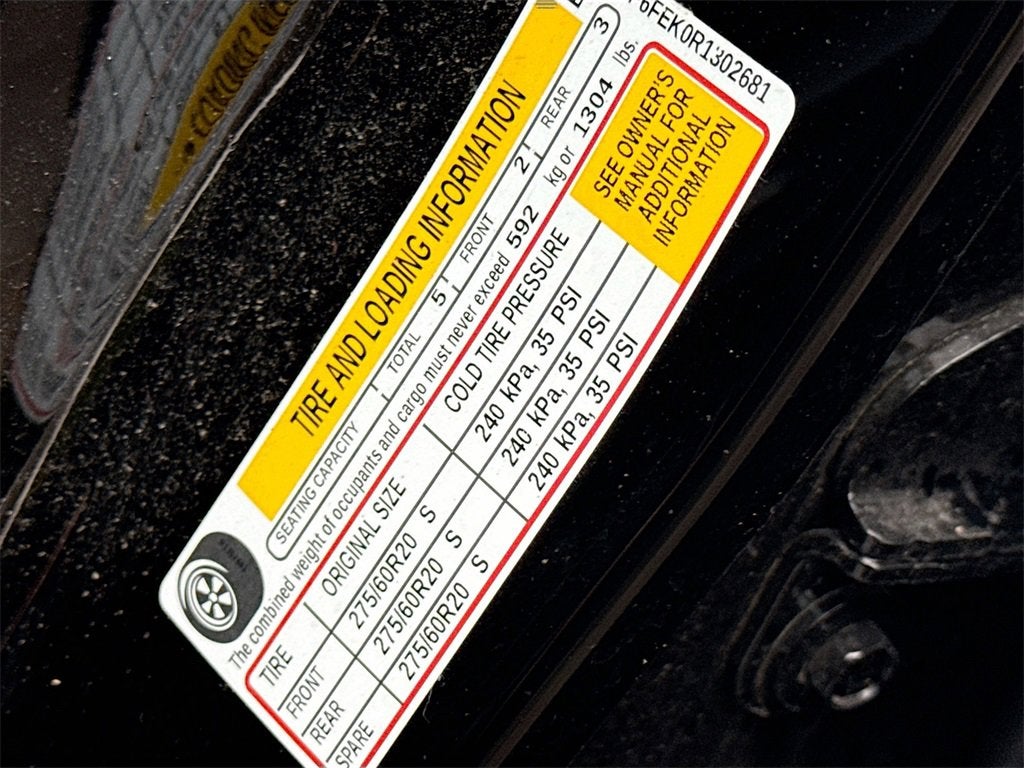 6FEK0R1302681
TIRE AND LOADING INFORMATION
SEATING CAPACITY TOTAL 5 FRONT 2 REAR 3
The combined weight of occupants and cargo must never exceed 592 kg or 1304 lbs.
TIRE ORIGINAL SIZE COLD TIRE PRESSURE
FRONT 275/60R20 S 240 kPa, 35 PSI
REAR 275/60R20 S 240 kPa, 35 PSI
SPARE 275/60R20 S 240 kPa, 35 PSI
SEE OWNER'S
MANUAL FOR
ADDITIONAL
INFORMATION